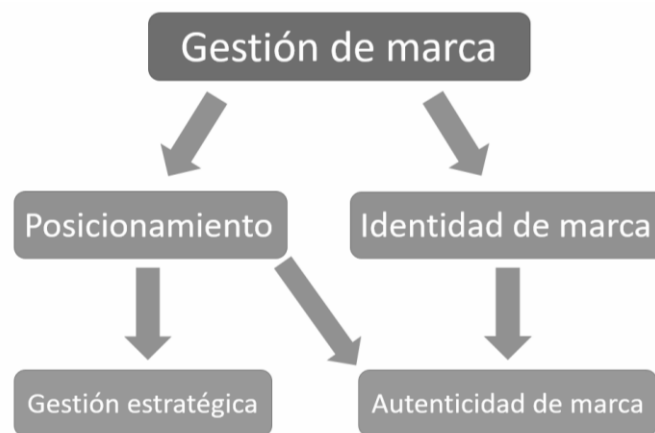 Gestión de marca
Posicionamiento
Identidad de marca
Gestión estratégica
Autenticidad de marca